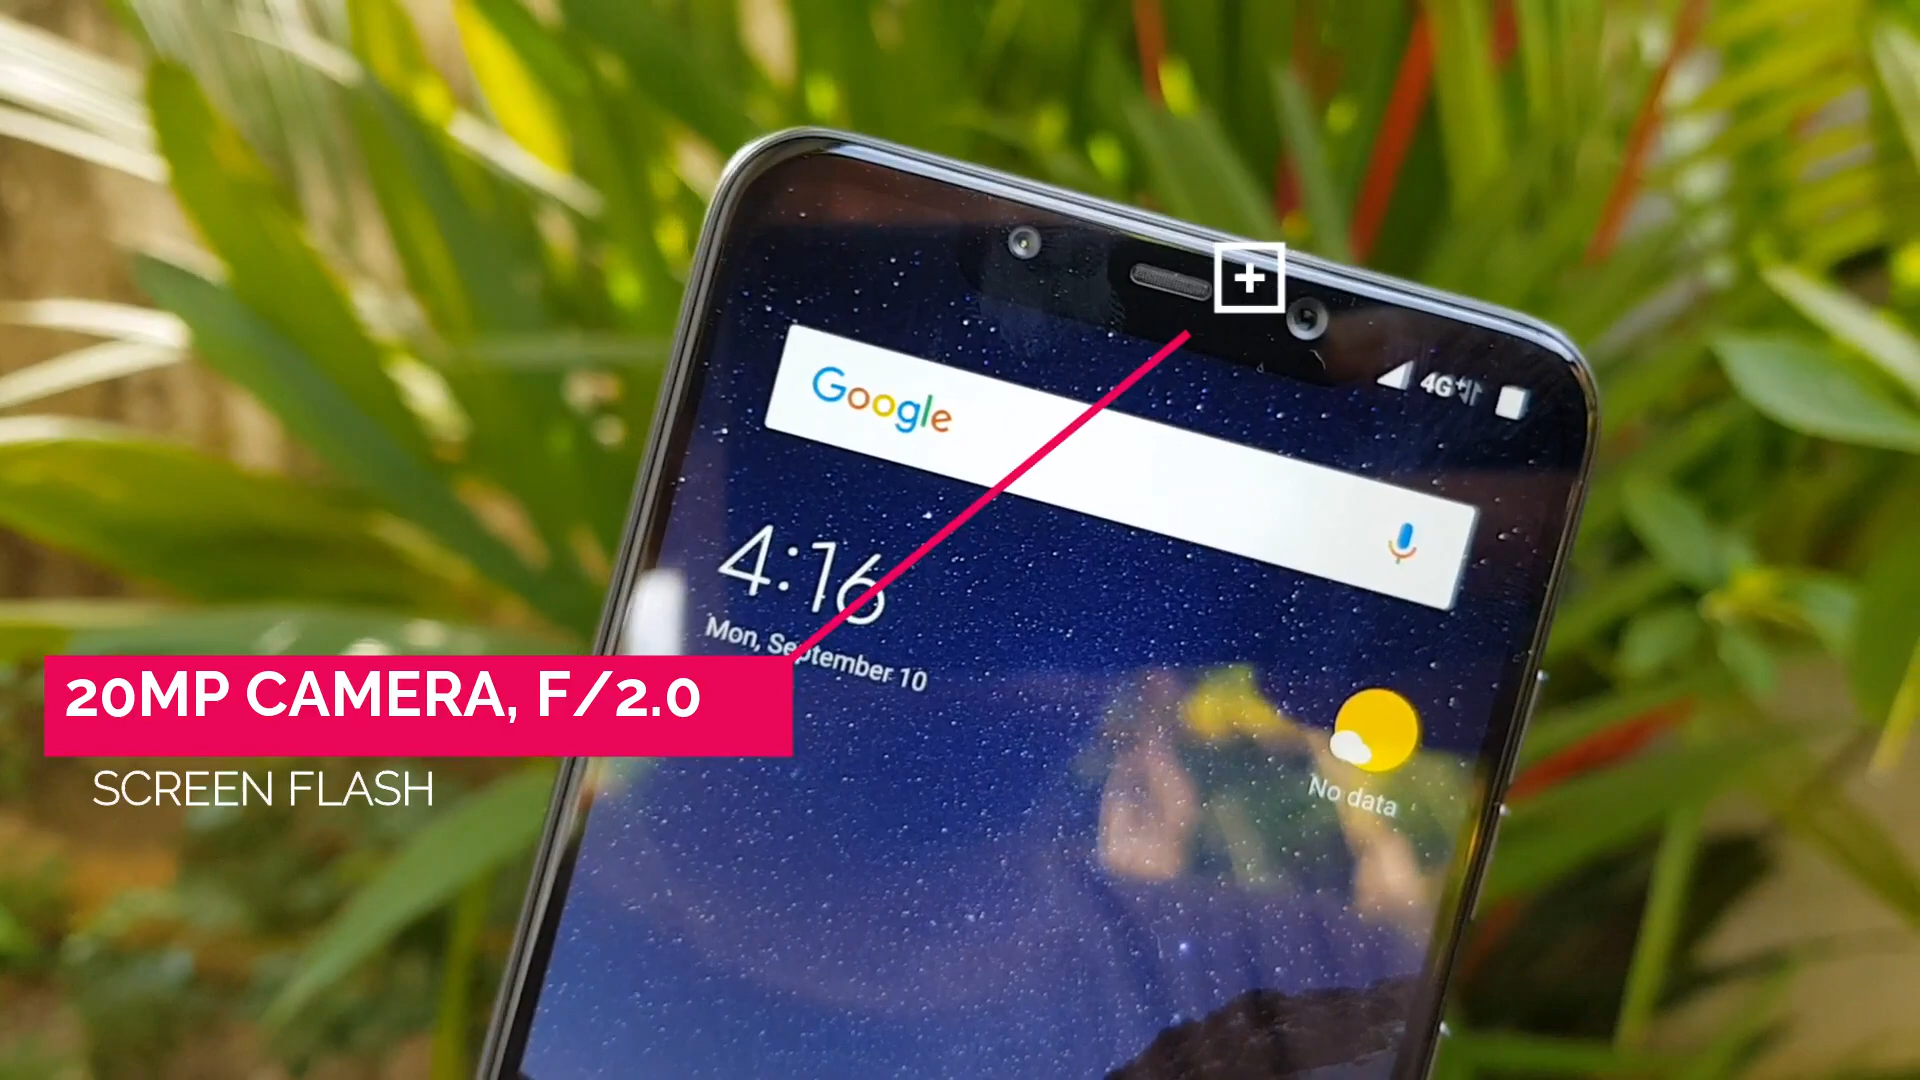 4G+
Google
4:16
Mon, September 10
20MP CAMERA, F/2.0
SCREEN FLASH
No data